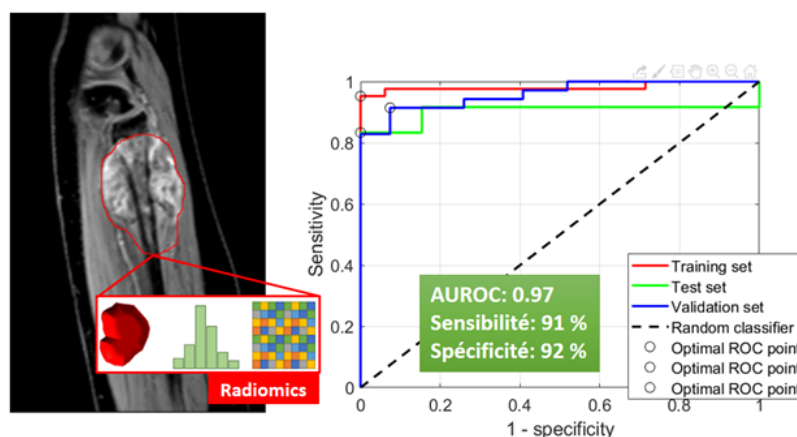 Radiomics
Sensitivity
1
0.8
0.6
0.4
0.2
0
0
0.2
0.4
0.6
0.8
1
1 - specificity
AUROC: 0.97
Sensibilité: 91 %
Spécificité: 92 %
Training set
Test set
Validation set
Random classifier
Optimal ROC point
Optimal ROC point
Optimal ROC point